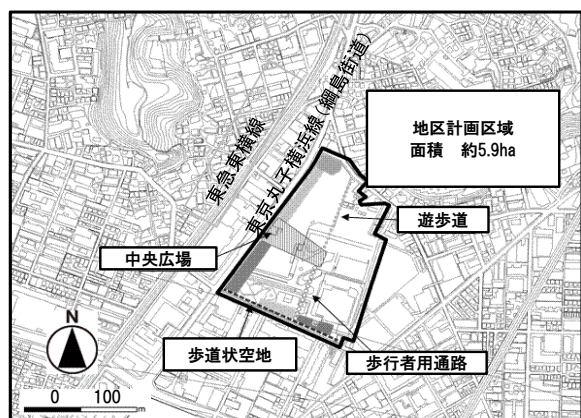 東急東横線
東京丸子横浜線(綱島街道)
地区計画区域
面積 約5.9ha
遊歩道
中央広場
歩道状空地
歩行者用通路
N
0 100
m